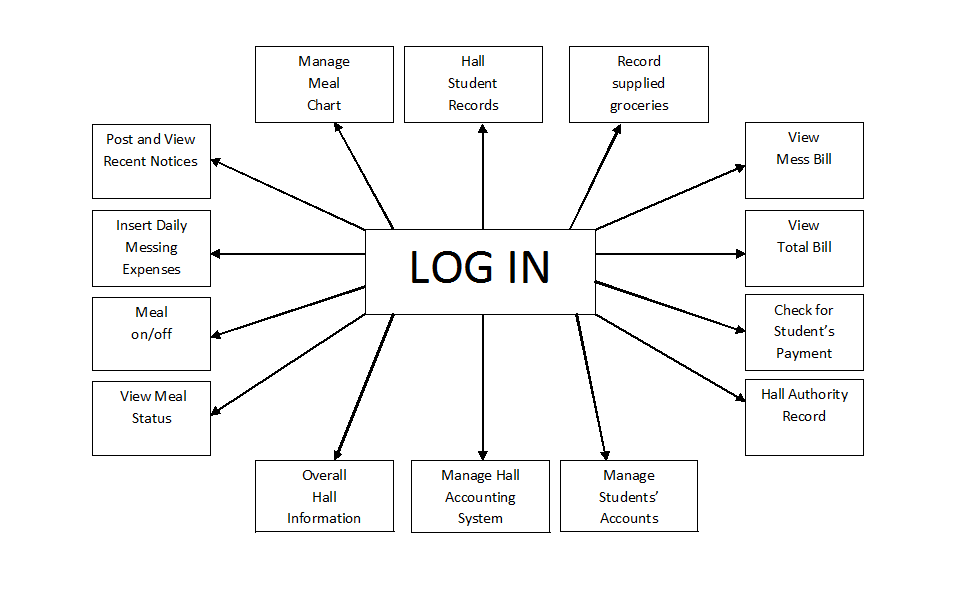 Manage
Meal
Chart
Hall
Student
Records
Record
supplied
groceries
Post and View
Recent Notices
View
Mess Bill
Insert Daily
Messing
Expenses
View
Total Bill
LOG IN
Meal
on/off
Check for
Student’s
Payment
View Meal
Status
Hall Authority
Record
Overall
Hall
Information
Manage Hall
Accounting
System
Manage
Students’
Accounts